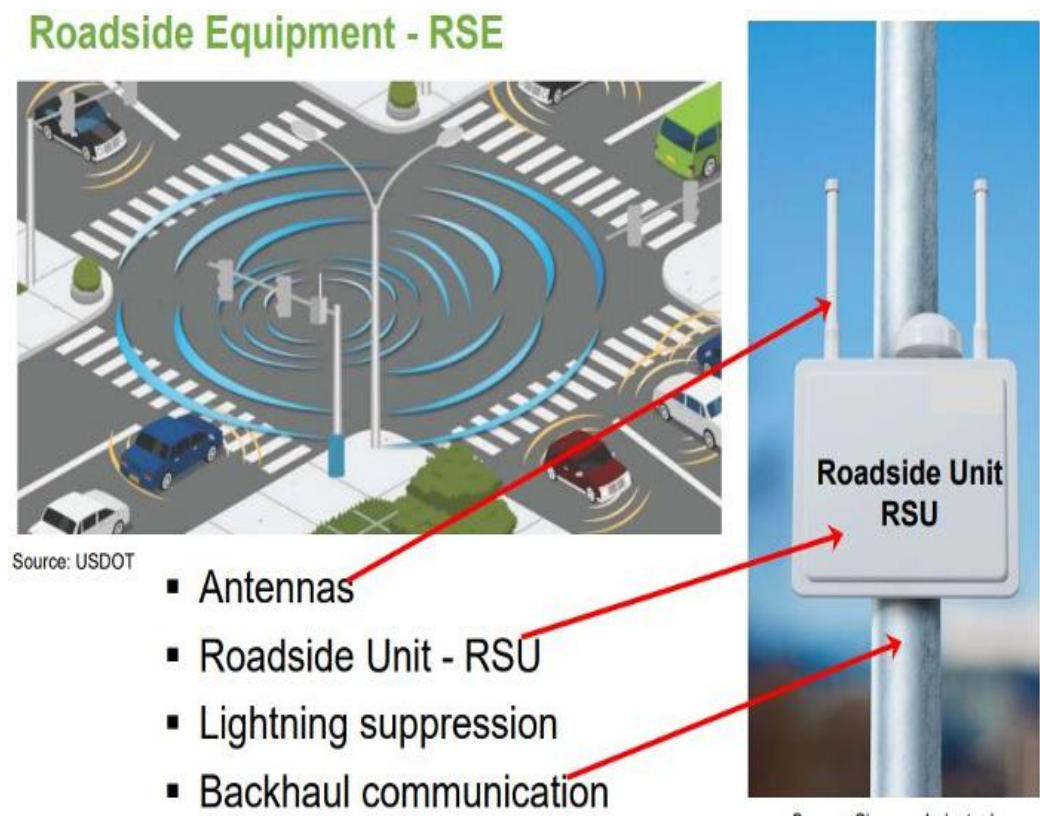 Roadside Equipment - RSE
Roadside Unit
RSU
Source: USDOT
▪ Antennas
▪ Roadside Unit - RSU
▪ Lightning suppression
▪ Backhaul communication